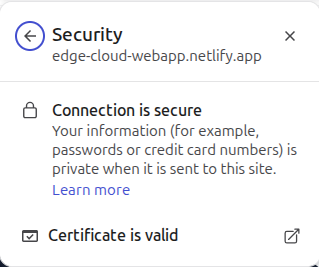 Security
edge-cloud-webapp.netlify.app
Connection is secure
Your information (for example,
passwords or credit card numbers) is
private when it is sent to this site.
Learn more
Certificate is valid